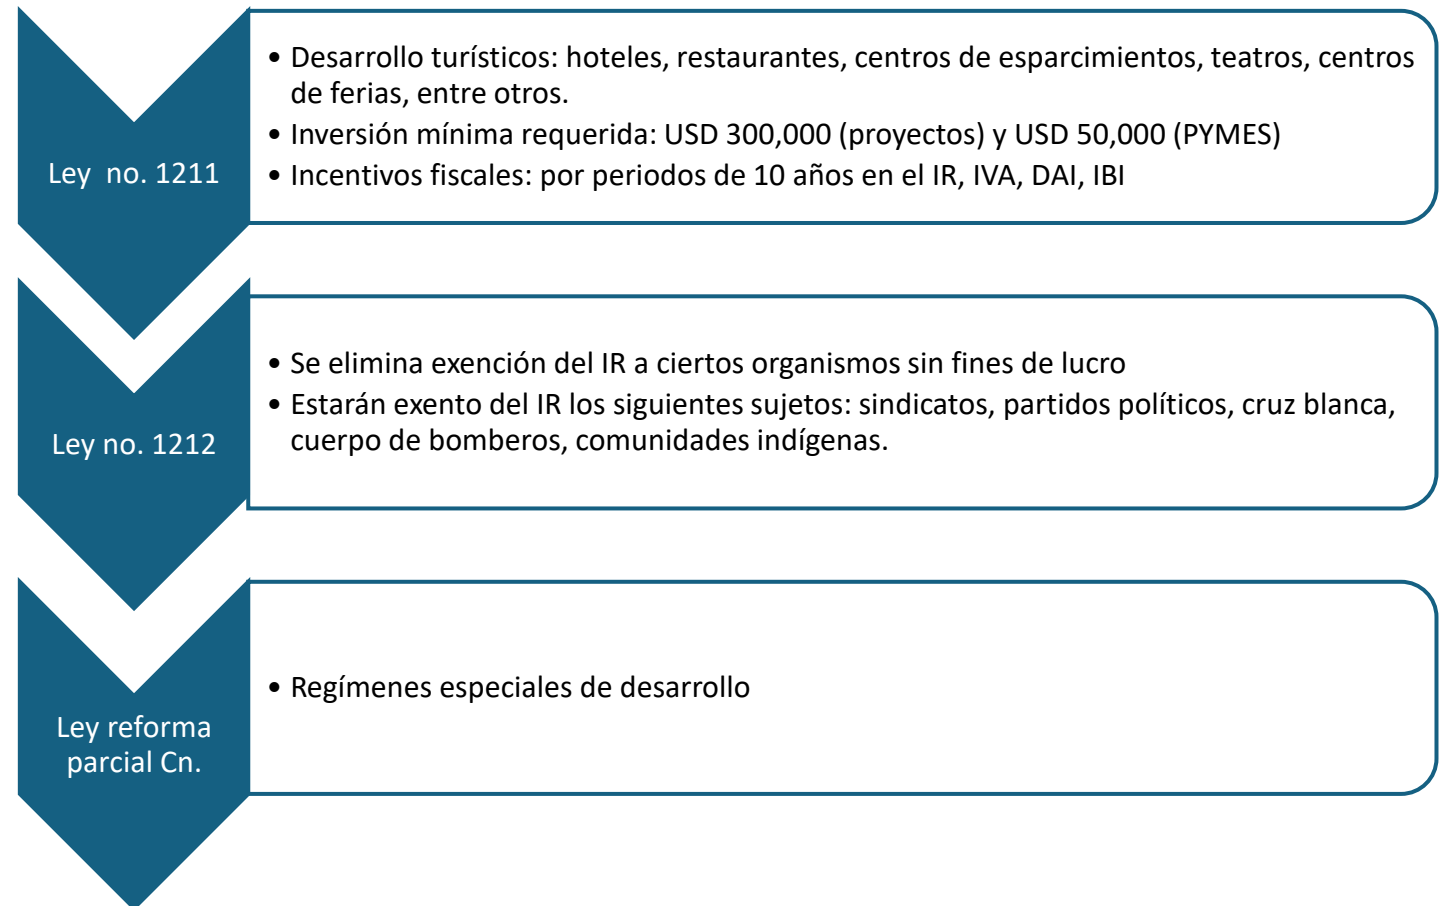 Ley no. 1211
• Desarrollo turísticos: hoteles, restaurantes, centros de esparcimientos, teatros, centros
de ferias, entre otros.
• Inversión mínima requerida: USD 300,000 (proyectos) y USD 50,000 (PYMES)
• Incentivos fiscales: por periodos de 10 años en el IR, IVA, DAI, IBI
Ley no. 1212
• Se elimina exención del IR a ciertos organismos sin fines de lucro
• Estarán exento del IR los siguientes sujetos: sindicatos, partidos políticos, cruz blanca,
cuerpo de bomberos, comunidades indígenas.
Ley reforma
parcial Cn.
• Regímenes especiales de desarrollo